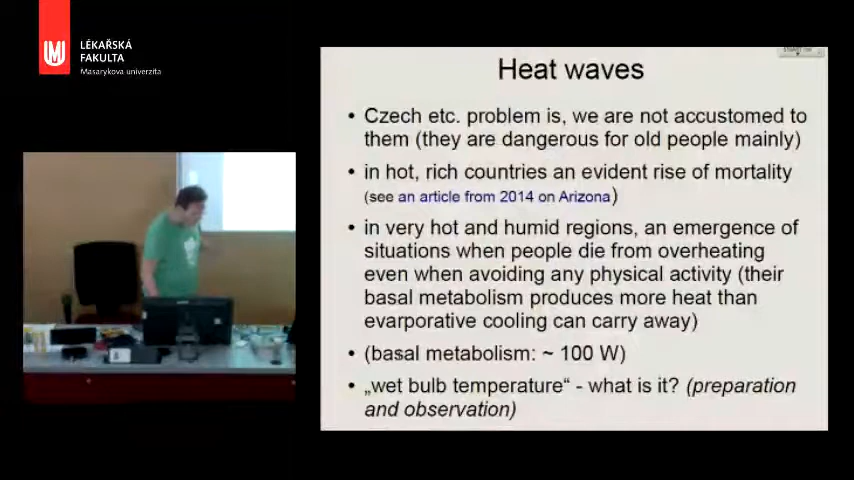 LÉKAŘSKÁ
FAKULTA
Masarykova univerzita
Heat waves
• Czech etc. problem is, we are not accustomed to
them (they are dangerous for old people mainly)
• in hot, rich countries an evident rise of mortality
(see an article from 2014 on Arizona)
• in very hot and humid regions, an emergence of
situations when people die from overheating
even when avoiding any physical activity (their
basal metabolism produces more heat than
evarporative cooling can carry away)
• (basal metabolism: ~ 100 W)
• „wet bulb temperature“ - what is it? (preparation
and observation)